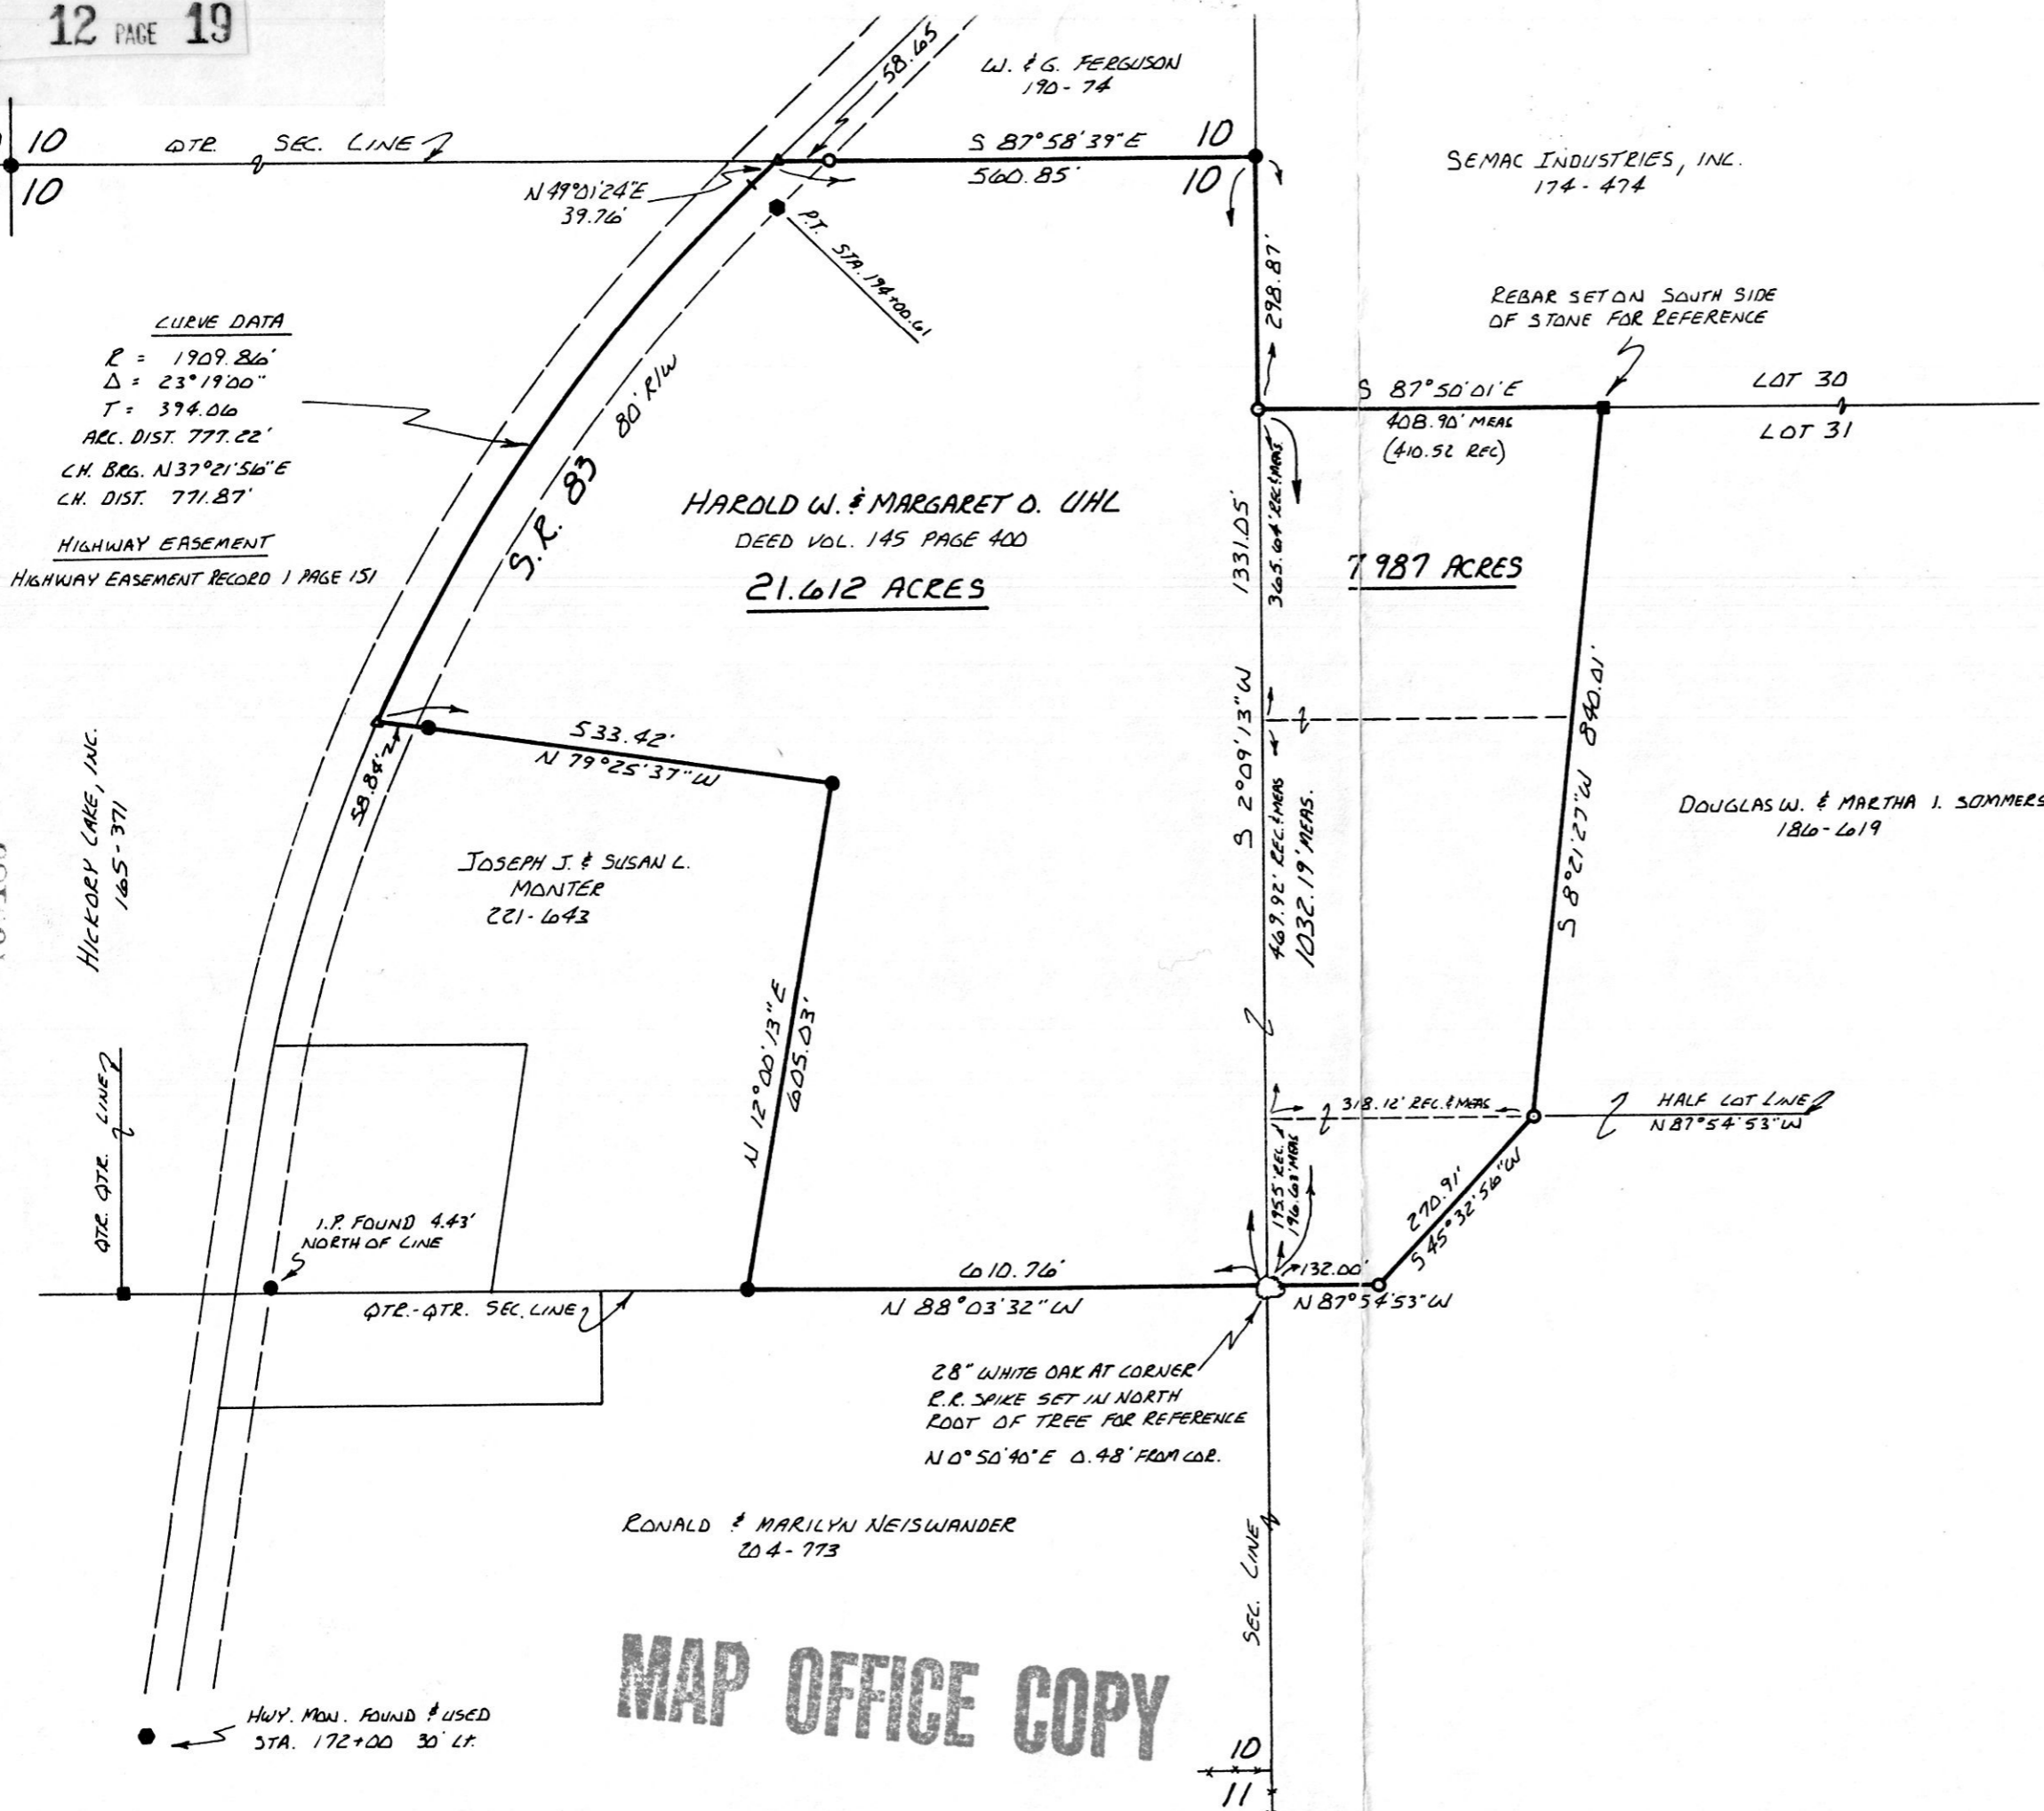 12 PAGE 19
58.65
W. & G. FERGUSON
190-74
10
QTR. SEC. LINE
10
S 87°58'39"E
560.85'
10
10
SEMAC INDUSTRIES, INC.
174-474
N 49°01'24"E
39.76'
P.T. STA. 194+00.61
298.87'
REBAR SET ON SOUTH SIDE
OF STONE FOR REFERENCE
CURVE DATA
R = 1909.86'
Δ = 23°19'00"
T = 394.06
ARC. DIST. 777.22'
CH. BRG. N 37°21'56"E
CH. DIST. 771.87'
HIGHWAY EASEMENT
HIGHWAY EASEMENT RECORD 1 PAGE 151
S.R. 83 80' R/W
S 87°50'01"E
408.90' MEAS
(410.52 REC)
LOT 30
LOT 31
HAROLD W. & MARGARET O. UHL
DEED VOL. 145 PAGE 400
21.612 ACRES
S 2°09'13"W 1331.05'
365.64' REC & MEAS.
7.987 ACRES
533.42'
N 79°25'37"W
58.84'
HICKORY LAKE, INC.
165-371
JOSEPH J. & SUSAN L.
MONTER
221-643
469.92' REC. & MEAS
1032.19' MEAS.
S 8°21'27"W 840.01'
DOUGLAS W. & MARTHA I. SOMMERS
186-619
N 12°00'13"E
605.03'
QTR. QTR. LINE
318.12' REC. & MEAS
HALF LOT LINE
N 87°54'53"W
195.5' REC.
196.63' MEAS
270.91'
S 45°32'56"W
I.P. FOUND 4.43'
NORTH OF LINE
QTR.-QTR. SEC. LINE
610.76'
N 88°03'32"W
132.00'
N 87°54'53"W
28" WHITE OAK AT CORNER
R.R. SPIKE SET IN NORTH
ROOT OF TREE FOR REFERENCE
N 0°50'40"E 0.48' FROM COR.
RONALD & MARILYN NEISWANDER
204-773
SEC. LINE
MAP OFFICE COPY
HWY. MON. FOUND & USED
STA. 172+00 30' LT.
10
11